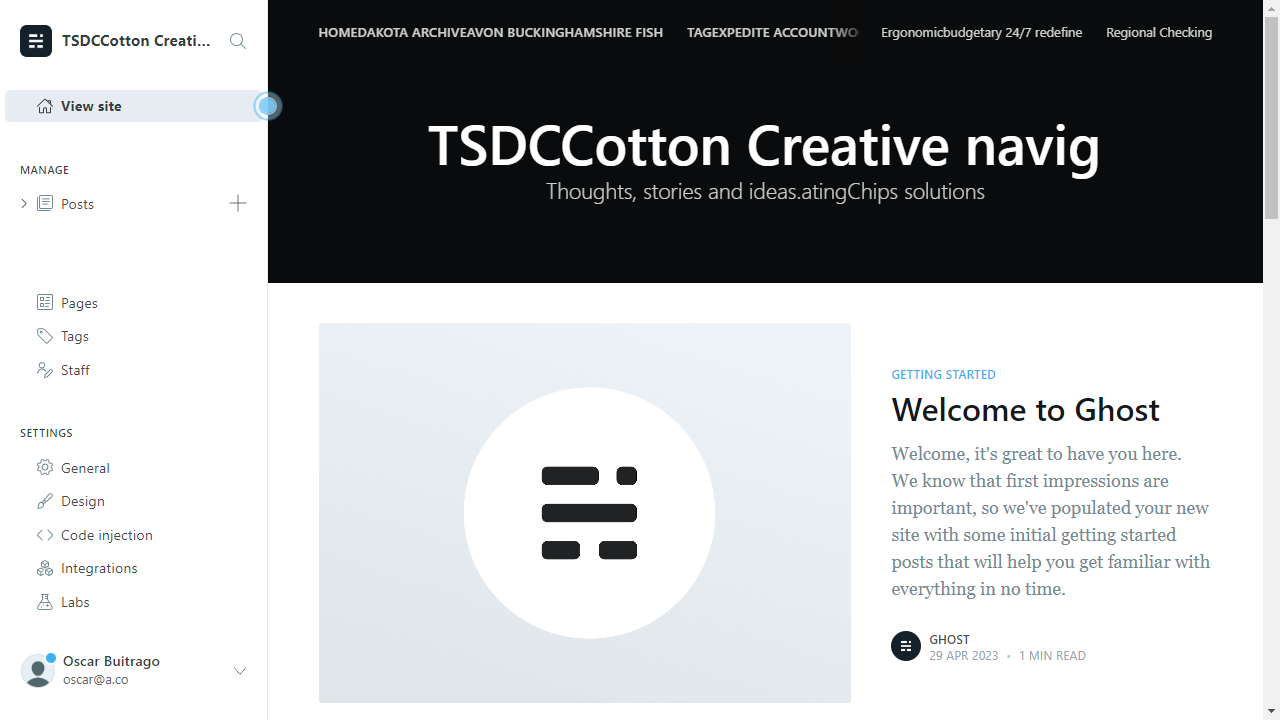 TSDCCotton Creati...
View site
MANAGE
Posts
Pages
Tags
Staff
SETTINGS
General
Design
Code injection
Integrations
Labs
Oscar Buitrago
oscar@a.co
HOMEDAKOTA ARCHIVEAVON BUCKINGHAMSHIRE FISH
TAGEXPEDITE ACCOUNTWO
Ergonomicbudgetary 24/7 redefine
Regional Checking
TSDCCotton Creative navig
Thoughts, stories and ideas.atingChips solutions
GETTING STARTED
Welcome to Ghost
Welcome, it's great to have you here.
We know that first impressions are
important, so we've populated your new
site with some initial getting started
posts that will help you get familiar with
everything in no time.
GHOST
29 APR 2023 • 1 MIN READ